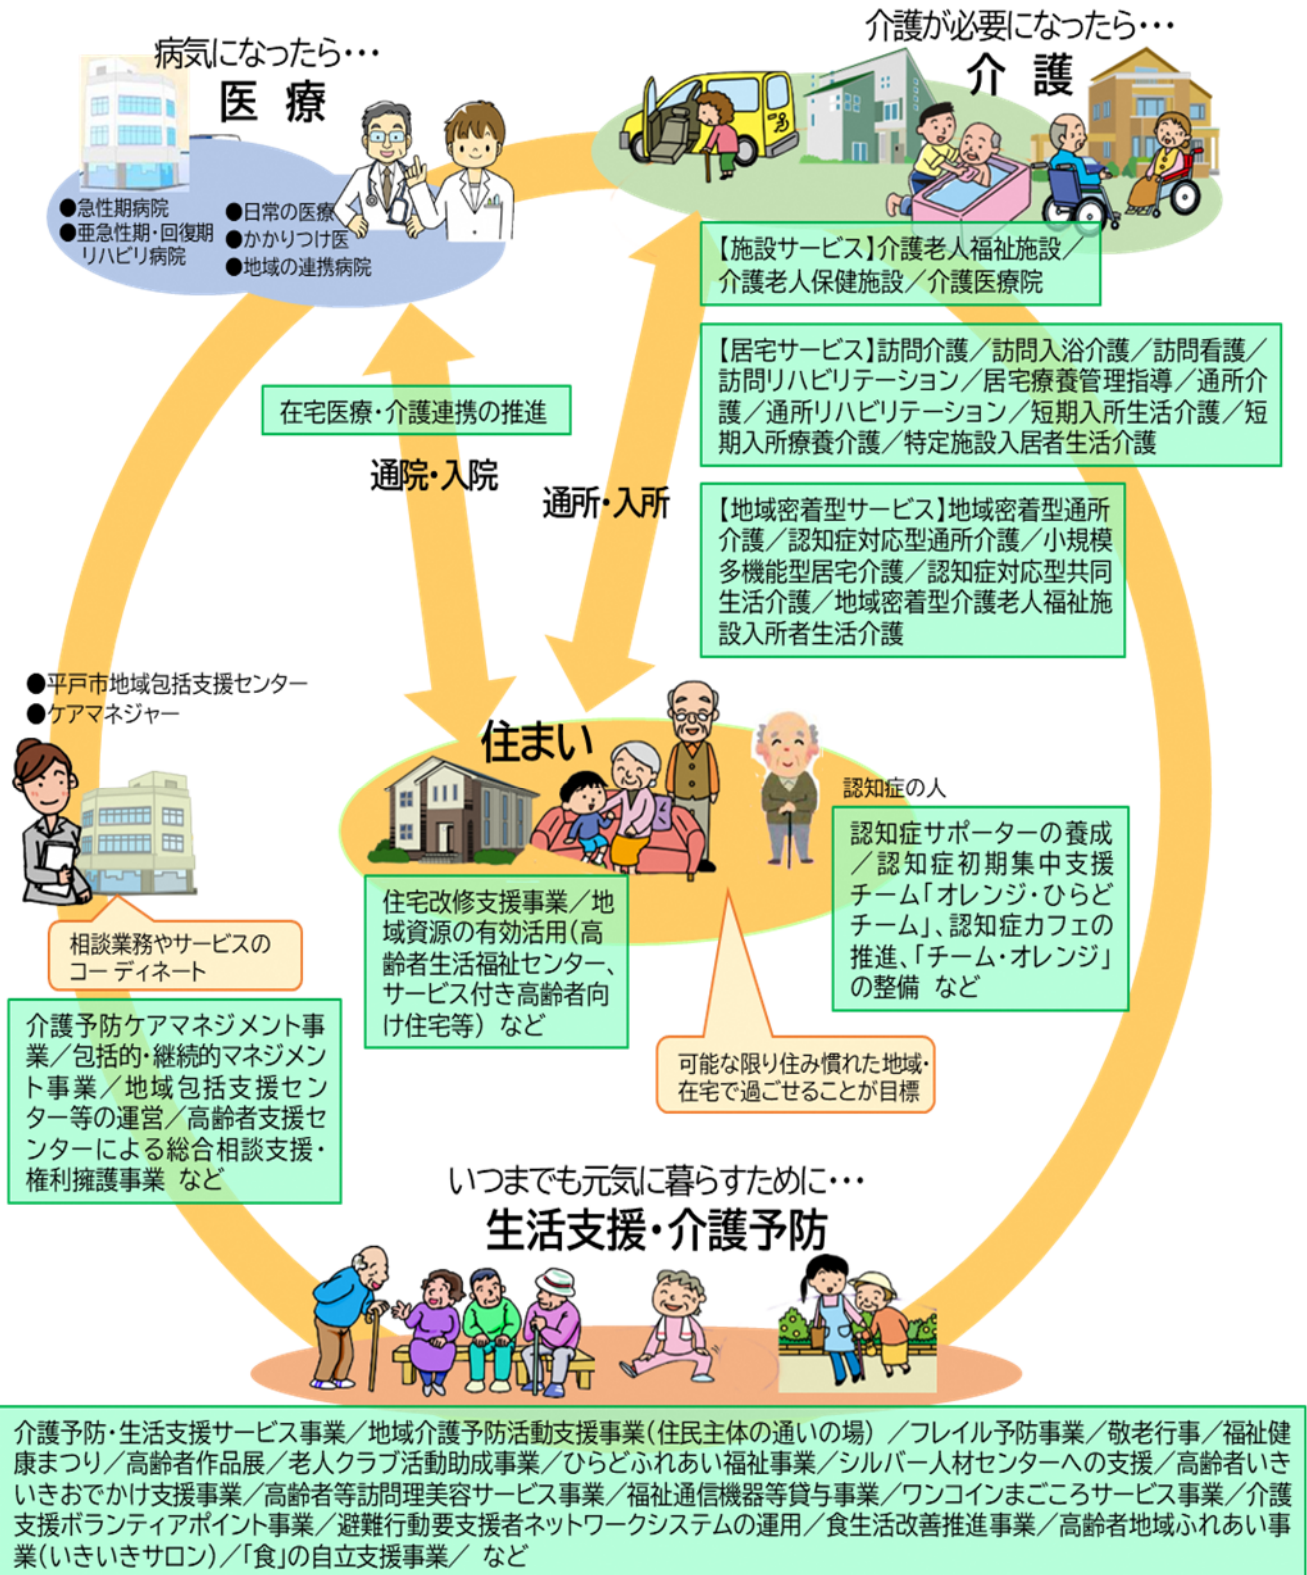 病気になったら・・・
医 療
●急性期病院
●亜急性期・回復期
リハビリ病院
●日常の医療
●かかりつけ医
●地域の連携病院
介護が必要になったら・・・
介 護
【施設サービス】介護老人福祉施設／
介護老人保健施設／介護医療院
【居宅サービス】訪問介護／訪問入浴介護／訪問看護／
訪問リハビリテーション／居宅療養管理指導／通所介
護／通所リハビリテーション／短期入所生活介護／短
期入所療養介護／特定施設入居者生活介護
在宅医療・介護連携の推進
通院・入院
通所・入所
【地域密着型サービス】地域密着型通所
介護／認知症対応型通所介護／小規模
多機能型居宅介護／認知症対応型共同
生活介護／地域密着型介護老人福祉施
設入所者生活介護
●平戸市地域包括支援センター
●ケアマネジャー
相談業務やサービスの
コー ディネート
介護予防ケアマネジメント事
業／包括的・継続的マネジメン
ト事業／地域包括支援セン
ター等の運営／高齢者支援セ
ンターによる総合相談支援・
権利擁護事業 など
住まい
住宅改修支援事業／地
域資源の有効活用（高
齢者生活福祉センター、
サービス付き高齢者向
け住宅等） など
認知症の人
認知症サポーターの養成
／認知症初期集中支援
チーム「オレンジ・ひらど
チーム」、認知症カフェの
推進、「チーム・オレンジ」
の整備 など
可能な限り住み慣れた地域・
在宅で過ごせることが目標
いつまでも元気に暮らすために・・・
生活支援・介護予防
介護予防・生活支援サービス事業／地域介護予防活動支援事業（住民主体の通いの場） ／フレイル予防事業／敬老行事／福祉健
康まつり／高齢者作品展／老人クラブ活動助成事業／ひらどふれあい福祉事業／シルバー人材センターへの支援／高齢者いき
いきおでかけ支援事業／高齢者等訪問理美容サービス事業／福祉通信機器等貸与事業／ワンコインまごころサービス事業／介護
支援ボランティアポイント事業／避難行動要支援者ネットワークシステムの運用／食生活改善推進事業／高齢者地域ふれあい事
業（いきいきサロン）／「食」の自立支援事業／ など